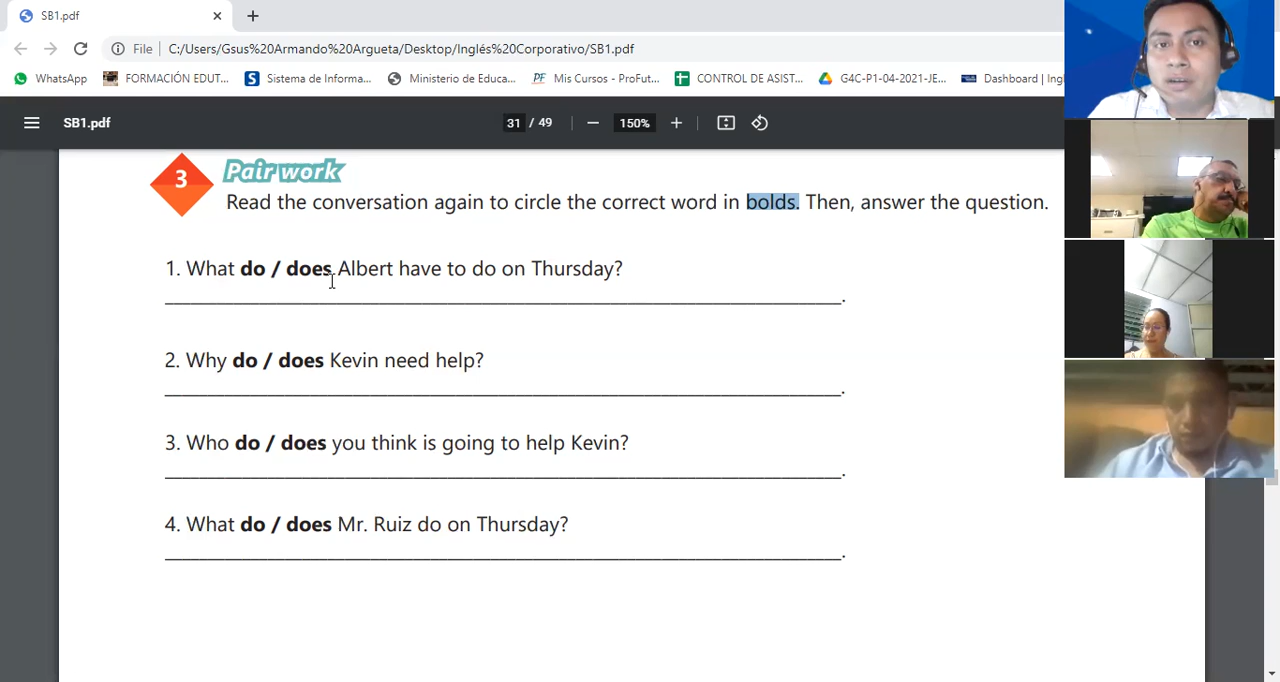 SB1.pdf
File C:/Users/Gsus%20Armando%20Argueta/Desktop/Inglés%20Corporativo/SB1.pdf
WhatsApp FORMACIÓN EDUT... Sistema de Informa... Ministerio de Educa... Mis Cursos - ProFut... CONTROL DE ASIST... G4C-P1-04-2021-JE... Dashboard | Ingl
SB1.pdf 31 / 49 150%
3 Pair work
Read the conversation again to circle the correct word in bolds. Then, answer the question.
1. What do / does Albert have to do on Thursday?
2. Why do / does Kevin need help?
3. Who do / does you think is going to help Kevin?
4. What do / does Mr. Ruiz do on Thursday?